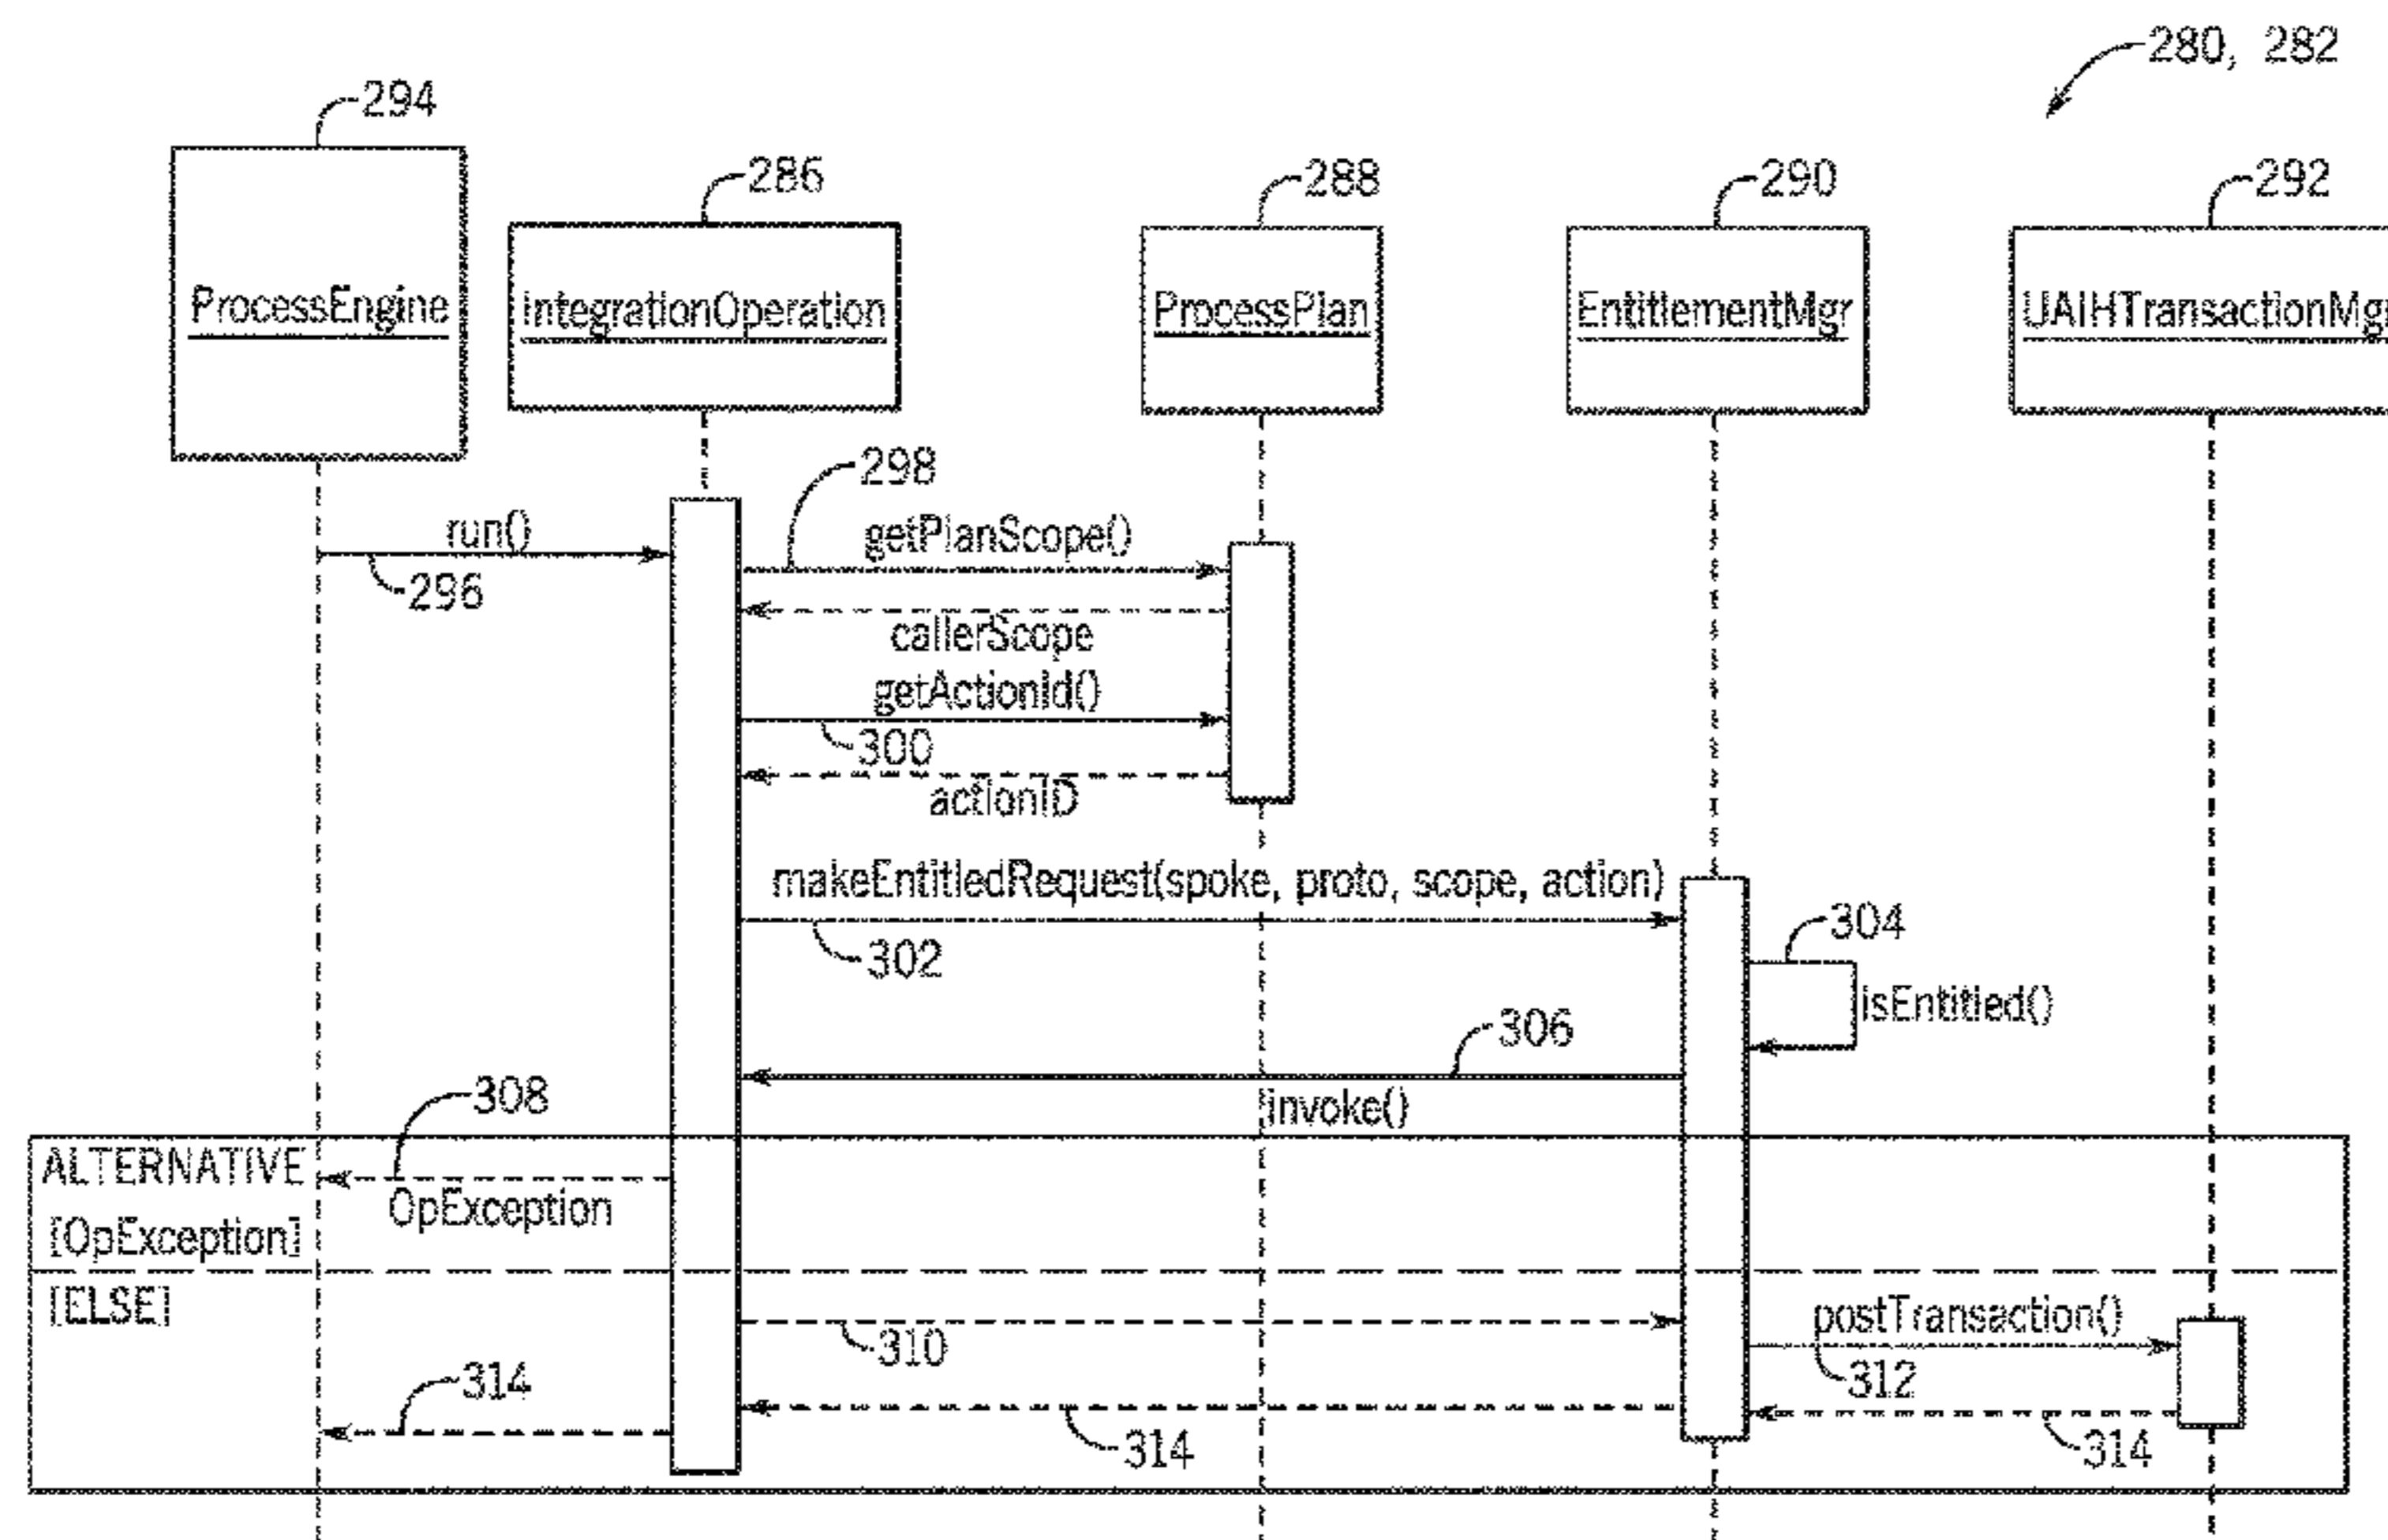 280, 282
294
286
288
290
292
ProcessEngine
IntegrationOperation
ProcessPlan
EntitlementMgr
UAIHTransactionMgr
298
run()
getPlanScope()
296
callerScope
getActionId()
300
actionID
makeEntitledRequest(spoke, proto, scope, action)
304
302
isEntitled()
306
308
invoke()
ALTERNATIVE
OpException
[OpException]
[ELSE]
postTransaction()
310
312
314
314
314